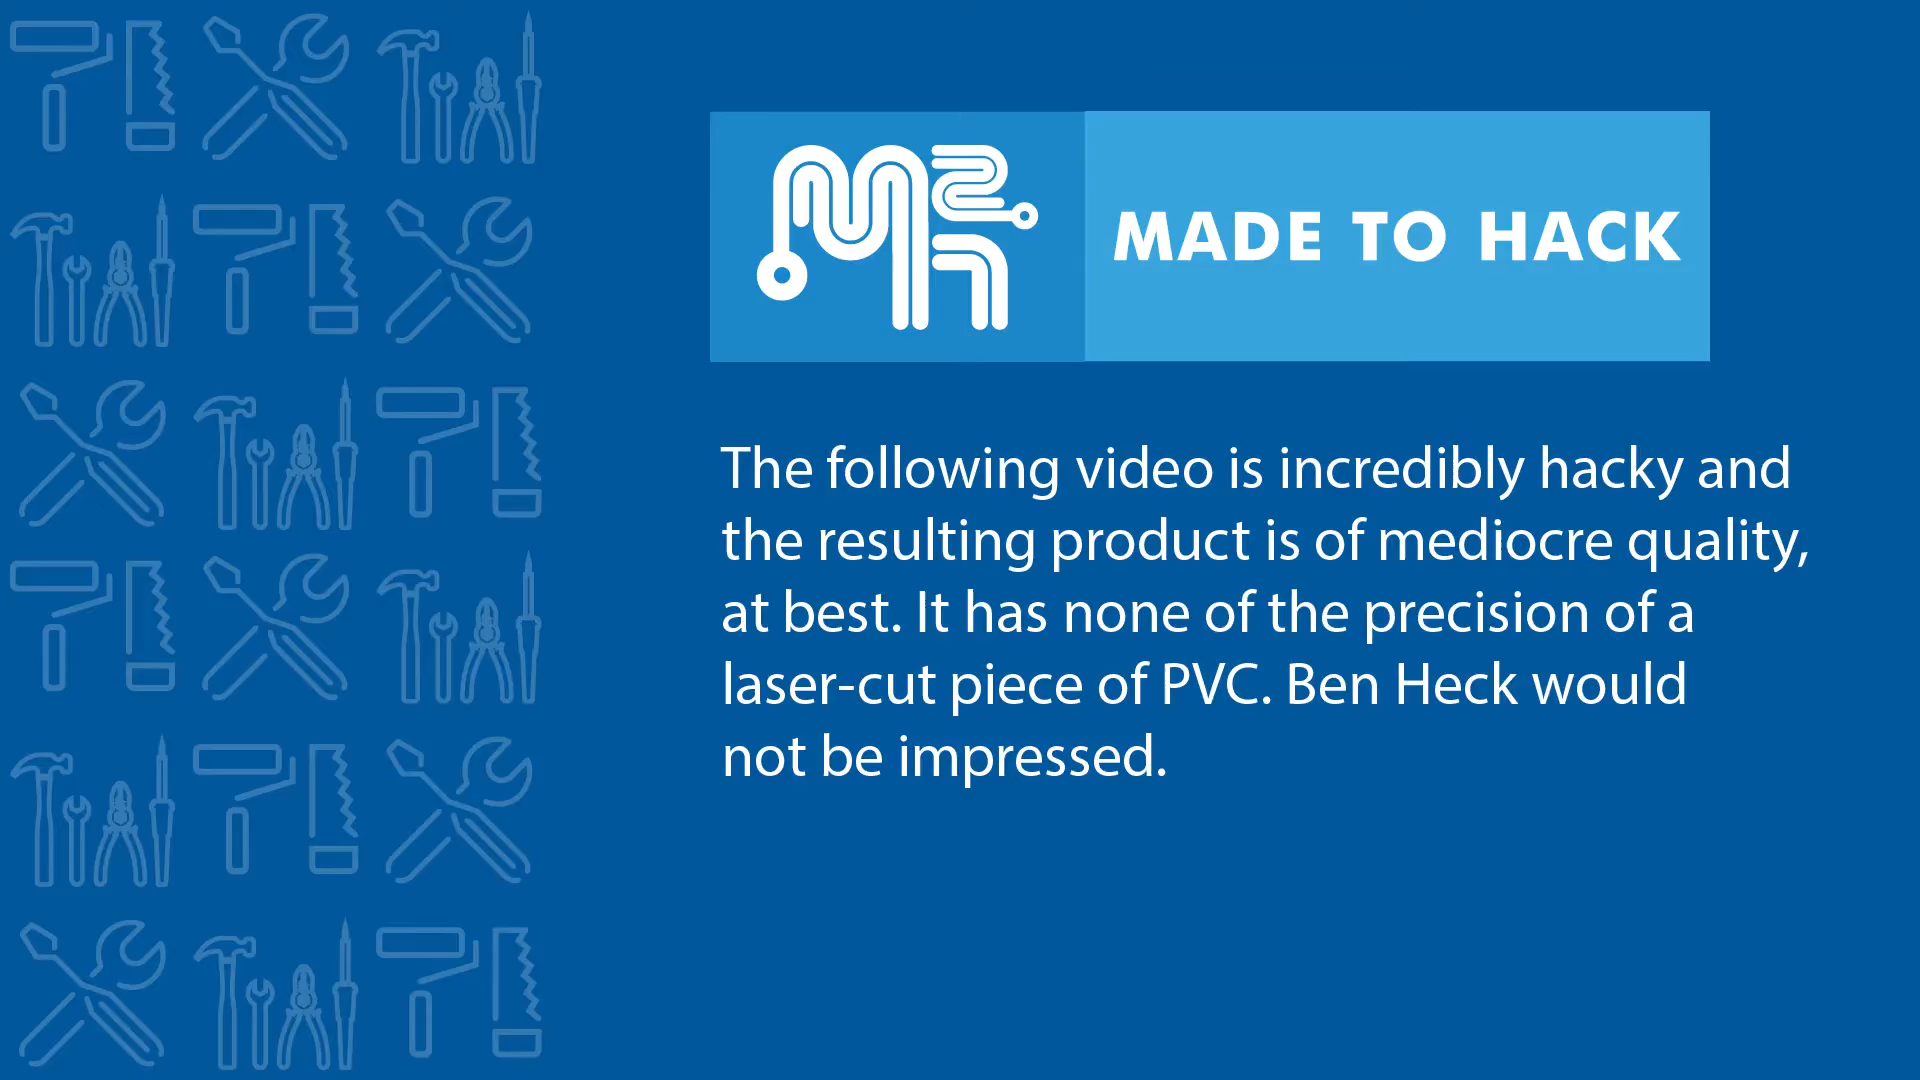 M2H
MADE TO HACK
The following video is incredibly hacky and
the resulting product is of mediocre quality,
at best. It has none of the precision of a
laser-cut piece of PVC. Ben Heck would
not be impressed.